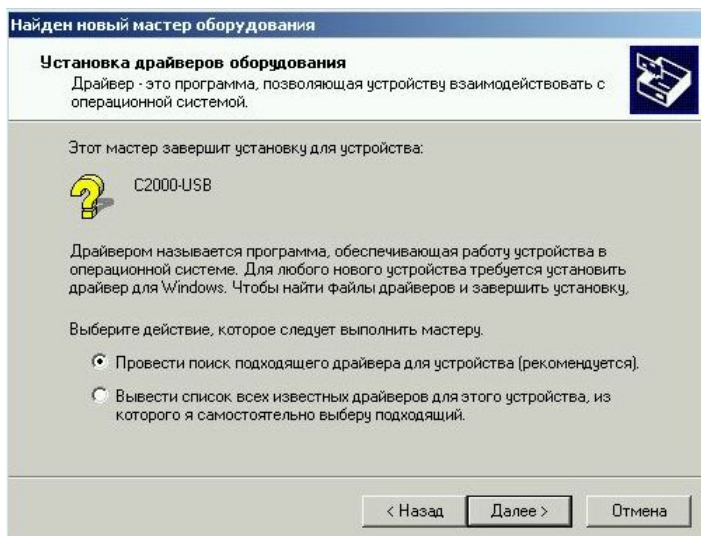 Найден новый мастер оборудования
Установка драйверов оборудования
Драйвер - это программа, позволяющая устройству взаимодействовать с
операционной системой.
Этот мастер завершит установку для устройства:
C2000-USB
Драйвером называется программа, обеспечивающая работу устройства в
операционной системе. Для любого нового устройства требуется установить
драйвер для Windows. Чтобы найти файлы драйверов и завершить установку,
Выберите действие, которое следует выполнить мастеру.
Провести поиск подходящего драйвера для устройства (рекомендуется).
Вывести список всех известных драйверов для этого устройства, из
которого я самостоятельно выберу подходящий.
< Назад Далее > Отмена